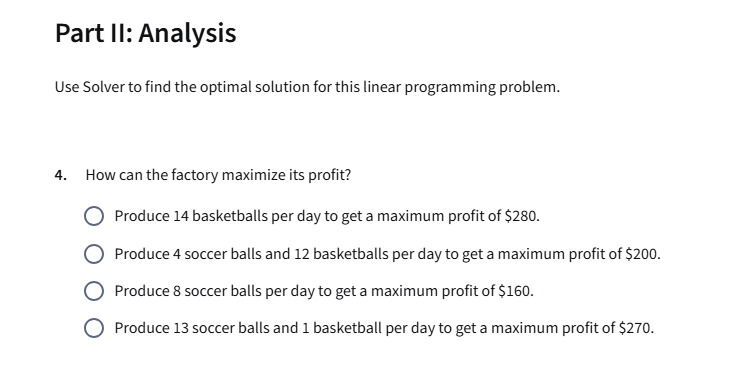 Part II: Analysis
Use Solver to find the optimal solution for this linear programming problem.
4. How can the factory maximize its profit?
Produce 14 basketballs per day to get a maximum profit of $280.
Produce 4 soccer balls and 12 basketballs per day to get a maximum profit of $200.
Produce 8 soccer balls per day to get a maximum profit of $160.
Produce 13 soccer balls and 1 basketball per day to get a maximum profit of $270.